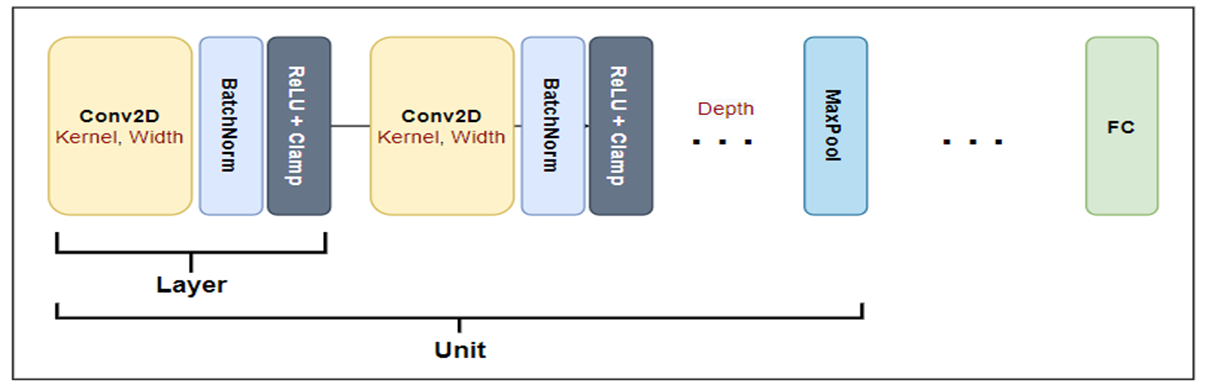 Conv2D
Kernel, Width
BatchNorm
ReLU + Clamp
Conv2D
Kernel, Width
BatchNorm
ReLU + Clamp
Depth
. . .
MaxPool
. . .
FC
Layer
Unit